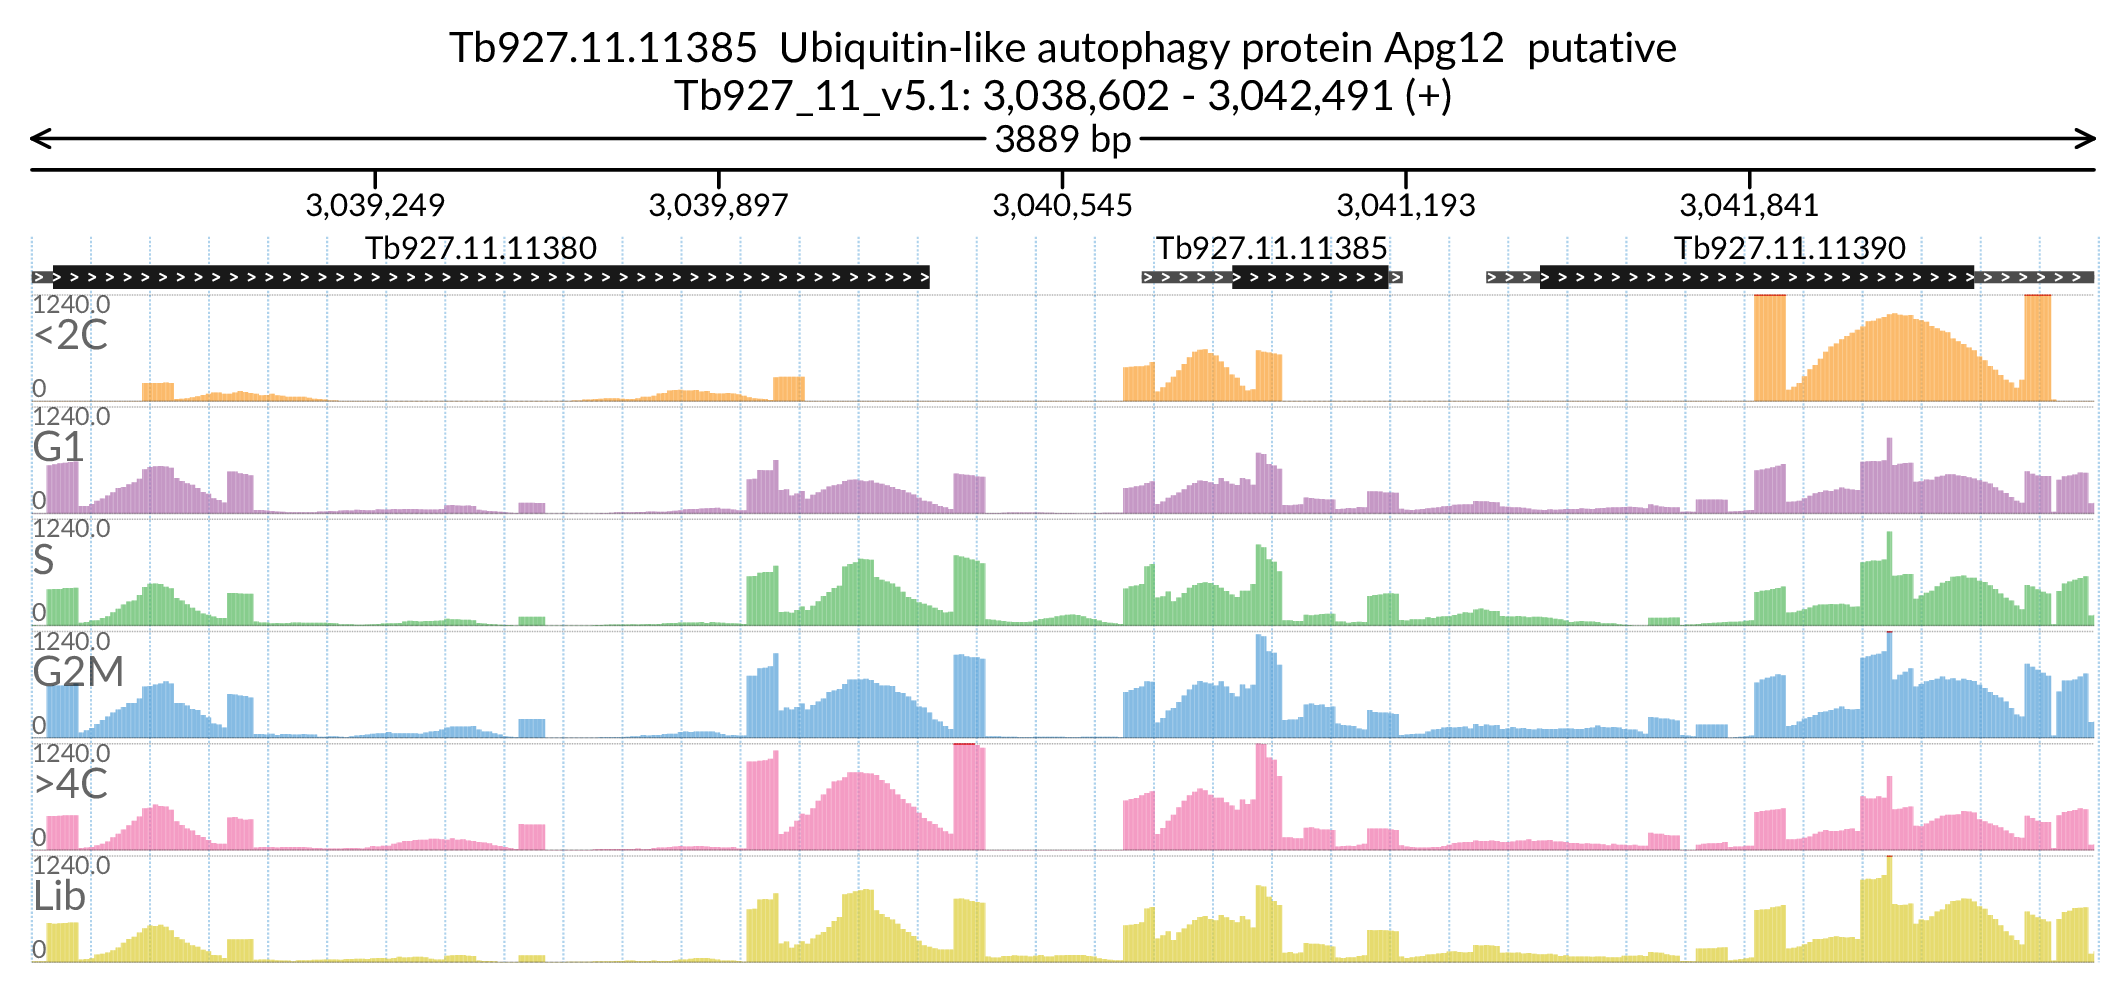 Tb927.11.11385  Ubiquitin-like autophagy protein Apg12  putative
Tb927_11_v5.1: 3,038,602 - 3,042,491 (+)
3889 bp
3,039,249 3,039,897 3,040,545 3,041,193 3,041,841
Tb927.11.11380 Tb927.11.11385 Tb927.11.11390
1240.0
<2C
0
1240.0
G1
0
1240.0
S
0
1240.0
G2M
0
1240.0
>4C
0
1240.0
Lib
0